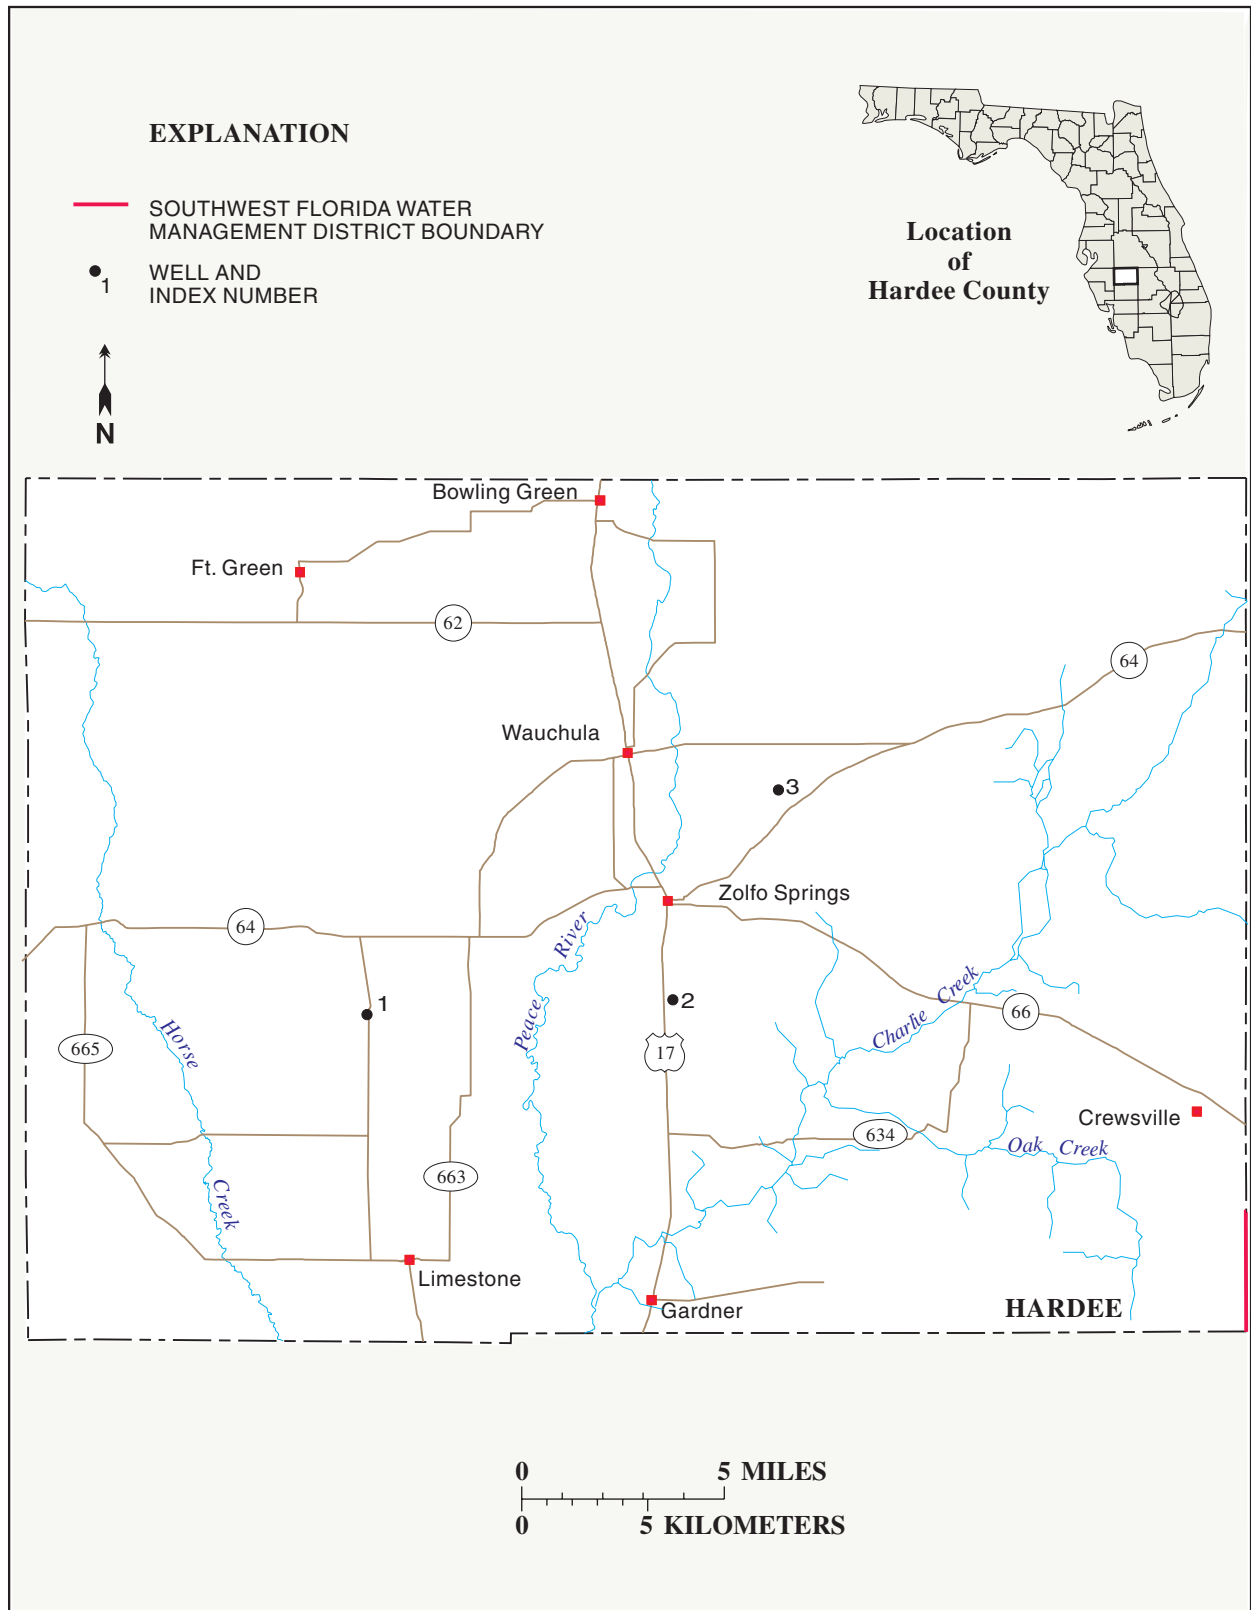 EXPLANATION
SOUTHWEST FLORIDA WATER
MANAGEMENT DISTRICT BOUNDARY
1
WELL AND
INDEX NUMBER
N
Location
of
Hardee County
Bowling Green
Ft. Green
62
64
Wauchula
3
Zolfo Springs
64
River
Peace
1
2
Charlie Creek
66
665
Horse
17
Crewsville
634
Oak Creek
663
Creek
Limestone
Gardner
HARDEE
0 5 MILES
0 5 KILOMETERS